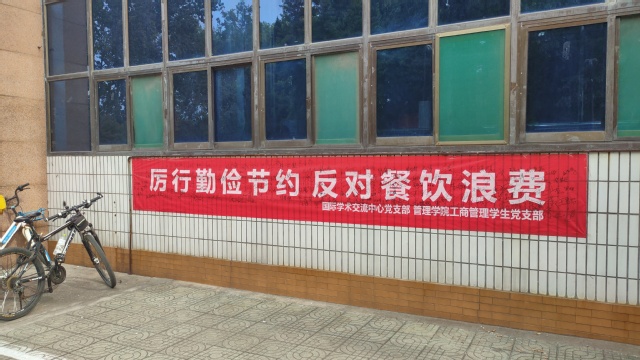 厉行勤俭节约 反对餐饮浪费
国际学术交流中心党支部 管理学院工商管理学生党支部